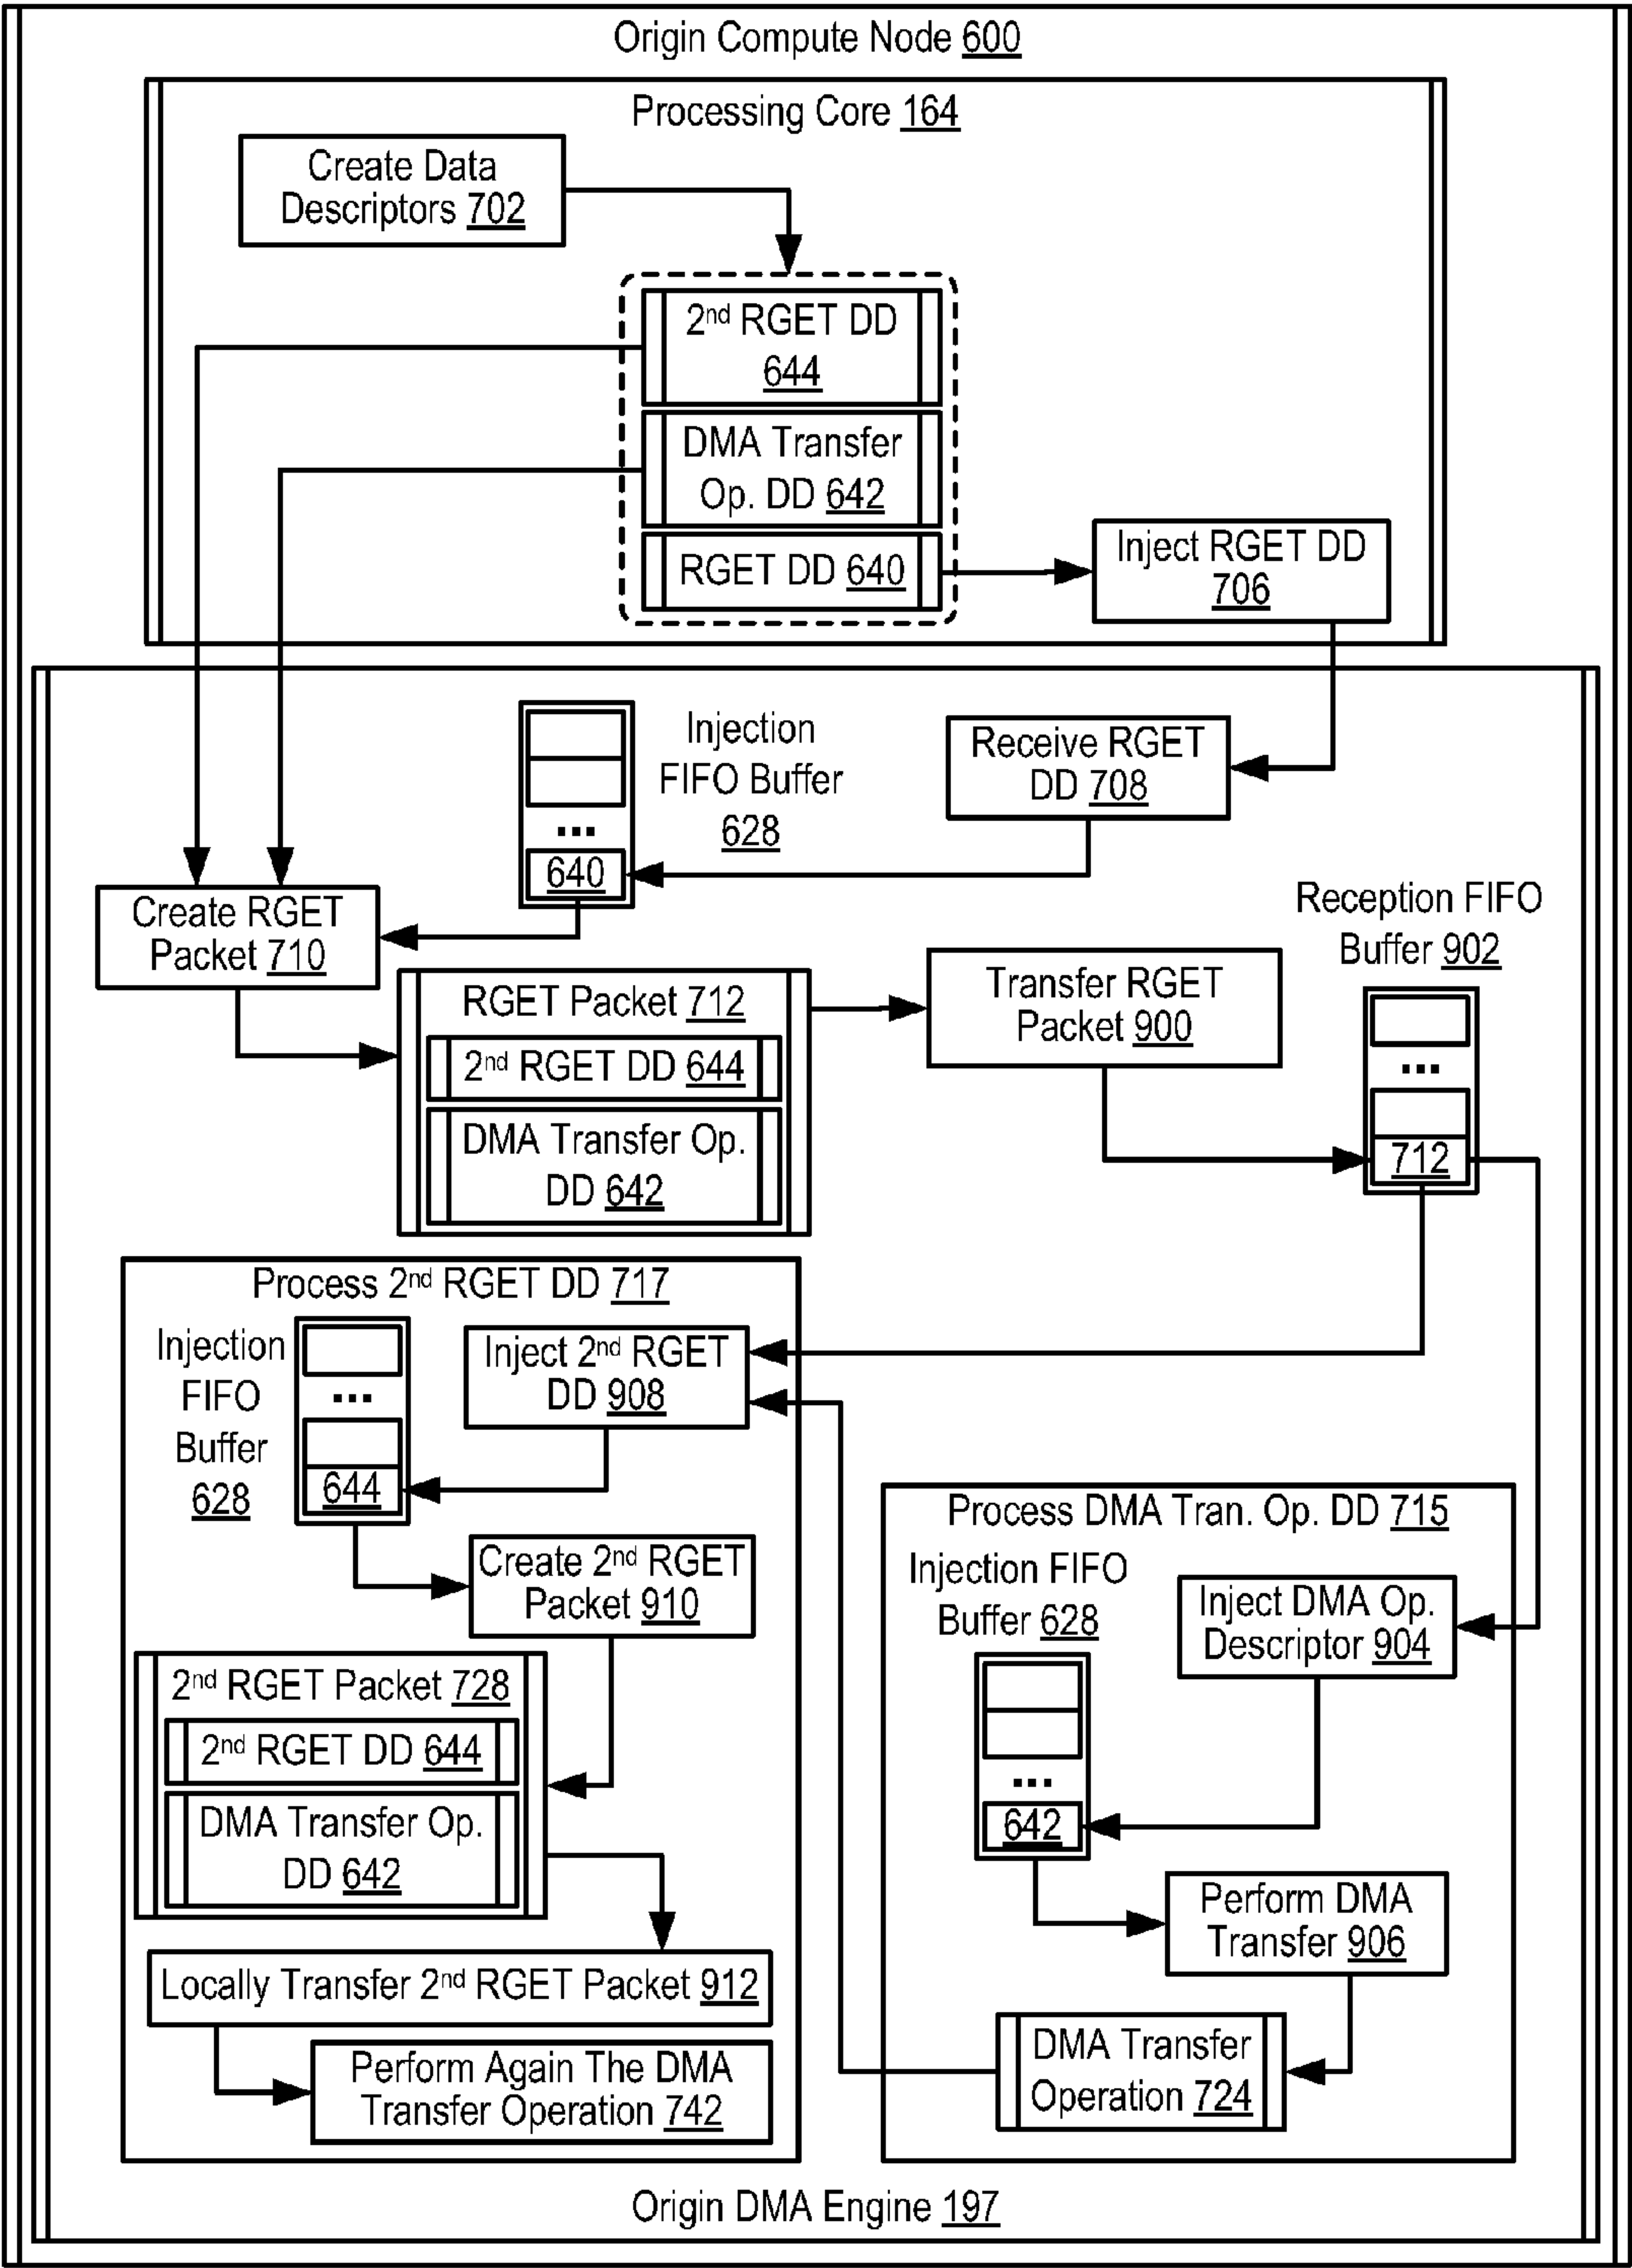 Origin Compute Node 600
Processing Core 164
Create Data
Descriptors 702
2nd RGET DD
644
DMA Transfer
Op. DD 642
RGET DD 640
Inject RGET DD
706
Injection
FIFO Buffer
628
...
640
Receive RGET
DD 708
Create RGET
Packet 710
RGET Packet 712
2nd RGET DD 644
DMA Transfer Op.
DD 642
Transfer RGET
Packet 900
Reception FIFO
Buffer 902
...
712
Process 2nd RGET DD 717
Injection
FIFO
Buffer
628
...
644
Inject 2nd RGET
DD 908
Create 2nd RGET
Packet 910
2nd RGET Packet 728
2nd RGET DD 644
DMA Transfer Op.
DD 642
Locally Transfer 2nd RGET Packet 912
Perform Again The DMA
Transfer Operation 742
Process DMA Tran. Op. DD 715
Injection FIFO
Buffer 628
...
642
Inject DMA Op.
Descriptor 904
Perform DMA
Transfer 906
DMA Transfer
Operation 724
Origin DMA Engine 197